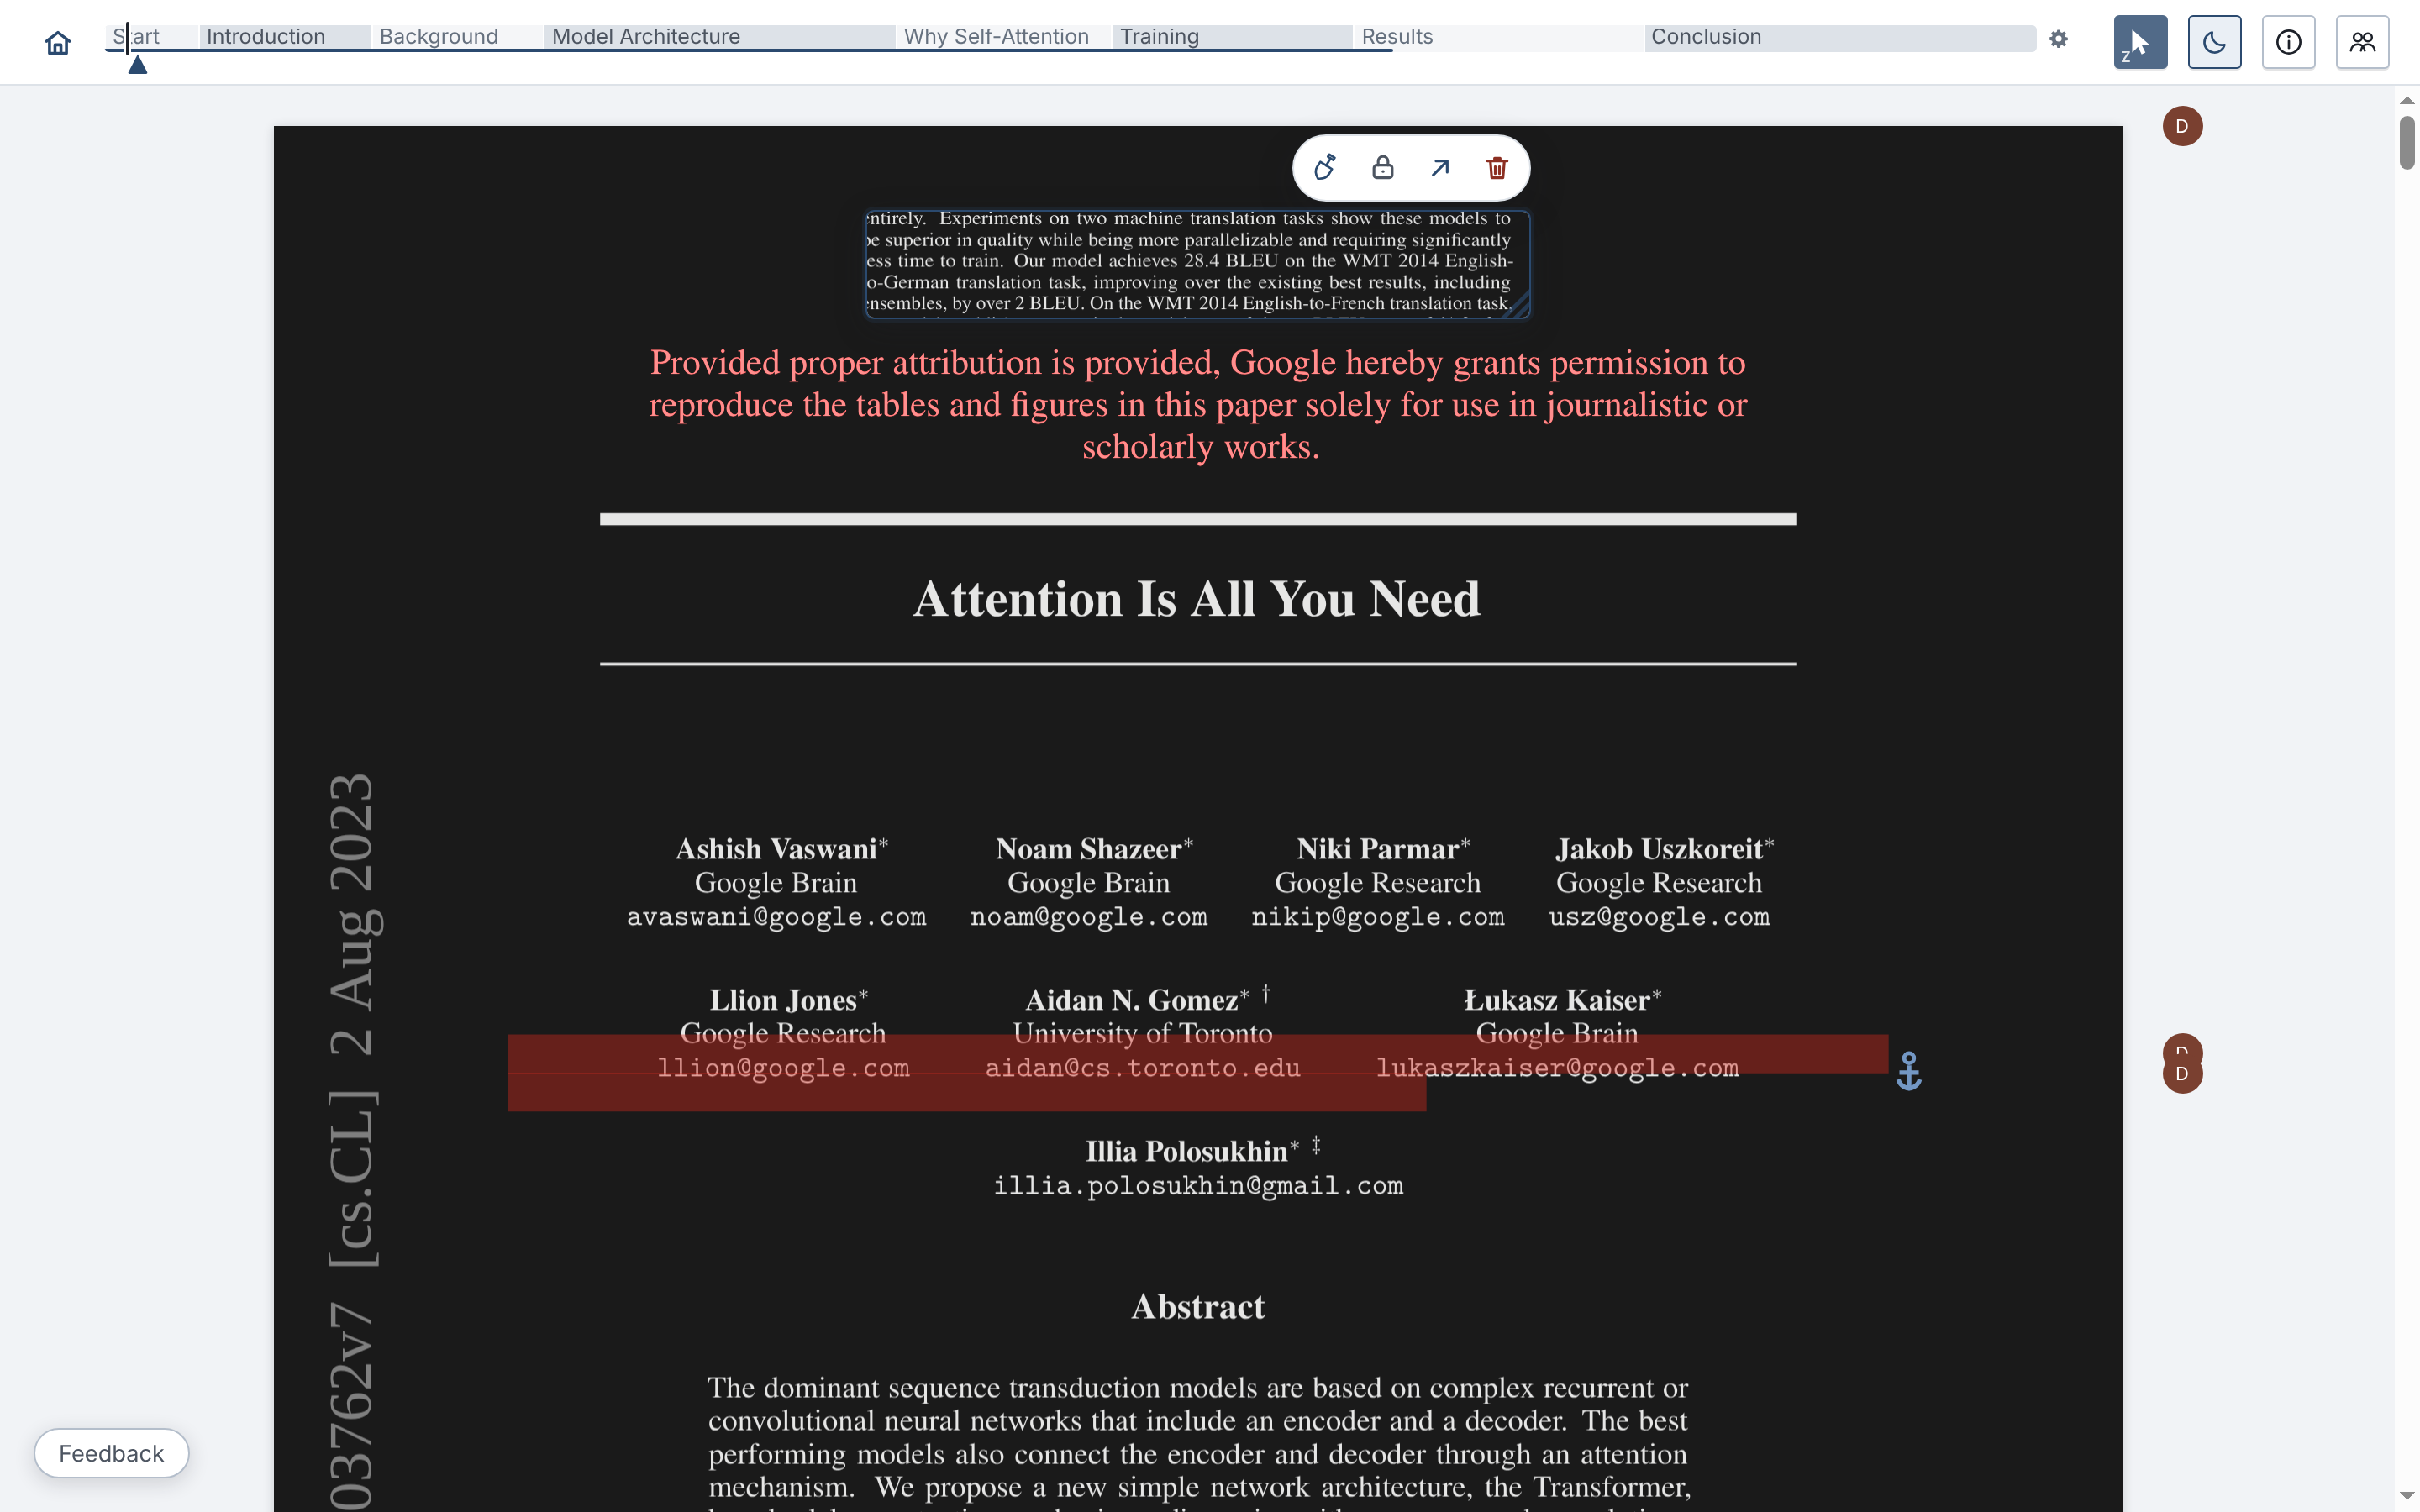 Start Introduction Background Model Architecture Why Self-Attention Training Results Conclusion
Z
D
entirely. Experiments on two machine translation tasks show these models to
be superior in quality while being more parallelizable and requiring significantly
ess time to train. Our model achieves 28.4 BLEU on the WMT 2014 English-
o-German translation task, improving over the existing best results, including
ensembles, by over 2 BLEU. On the WMT 2014 English-to-French translation task,
Provided proper attribution is provided, Google hereby grants permission to
reproduce the tables and figures in this paper solely for use in journalistic or
scholarly works.
Attention Is All You Need
Ashish Vaswani* Noam Shazeer* Niki Parmar* Jakob Uszkoreit*
Google Brain Google Brain Google Research Google Research
avaswani@google.com noam@google.com nikip@google.com usz@google.com
Llion Jones* Aidan N. Gomez* † Łukasz Kaiser*
Google Research University of Toronto Google Brain
llion@google.com aidan@cs.toronto.edu lukaszkaiser@google.com
D
D
Illia Polosukhin* ‡
illia.polosukhin@gmail.com
03762v7 [cs.CL] 2 Aug 2023
Abstract
The dominant sequence transduction models are based on complex recurrent or
convolutional neural networks that include an encoder and a decoder. The best
performing models also connect the encoder and decoder through an attention
mechanism. We propose a new simple network architecture, the Transformer,
Feedback